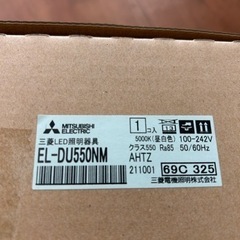 MITSUBISHI
ELECTRIC
三菱LED照明器具
EL-DU550NM
1コ入
5000K(昼白色) 100-242V
クラス550 Ra85 50/60Hz
AHTZ
211001 69C 325
三菱電機照明株式会社